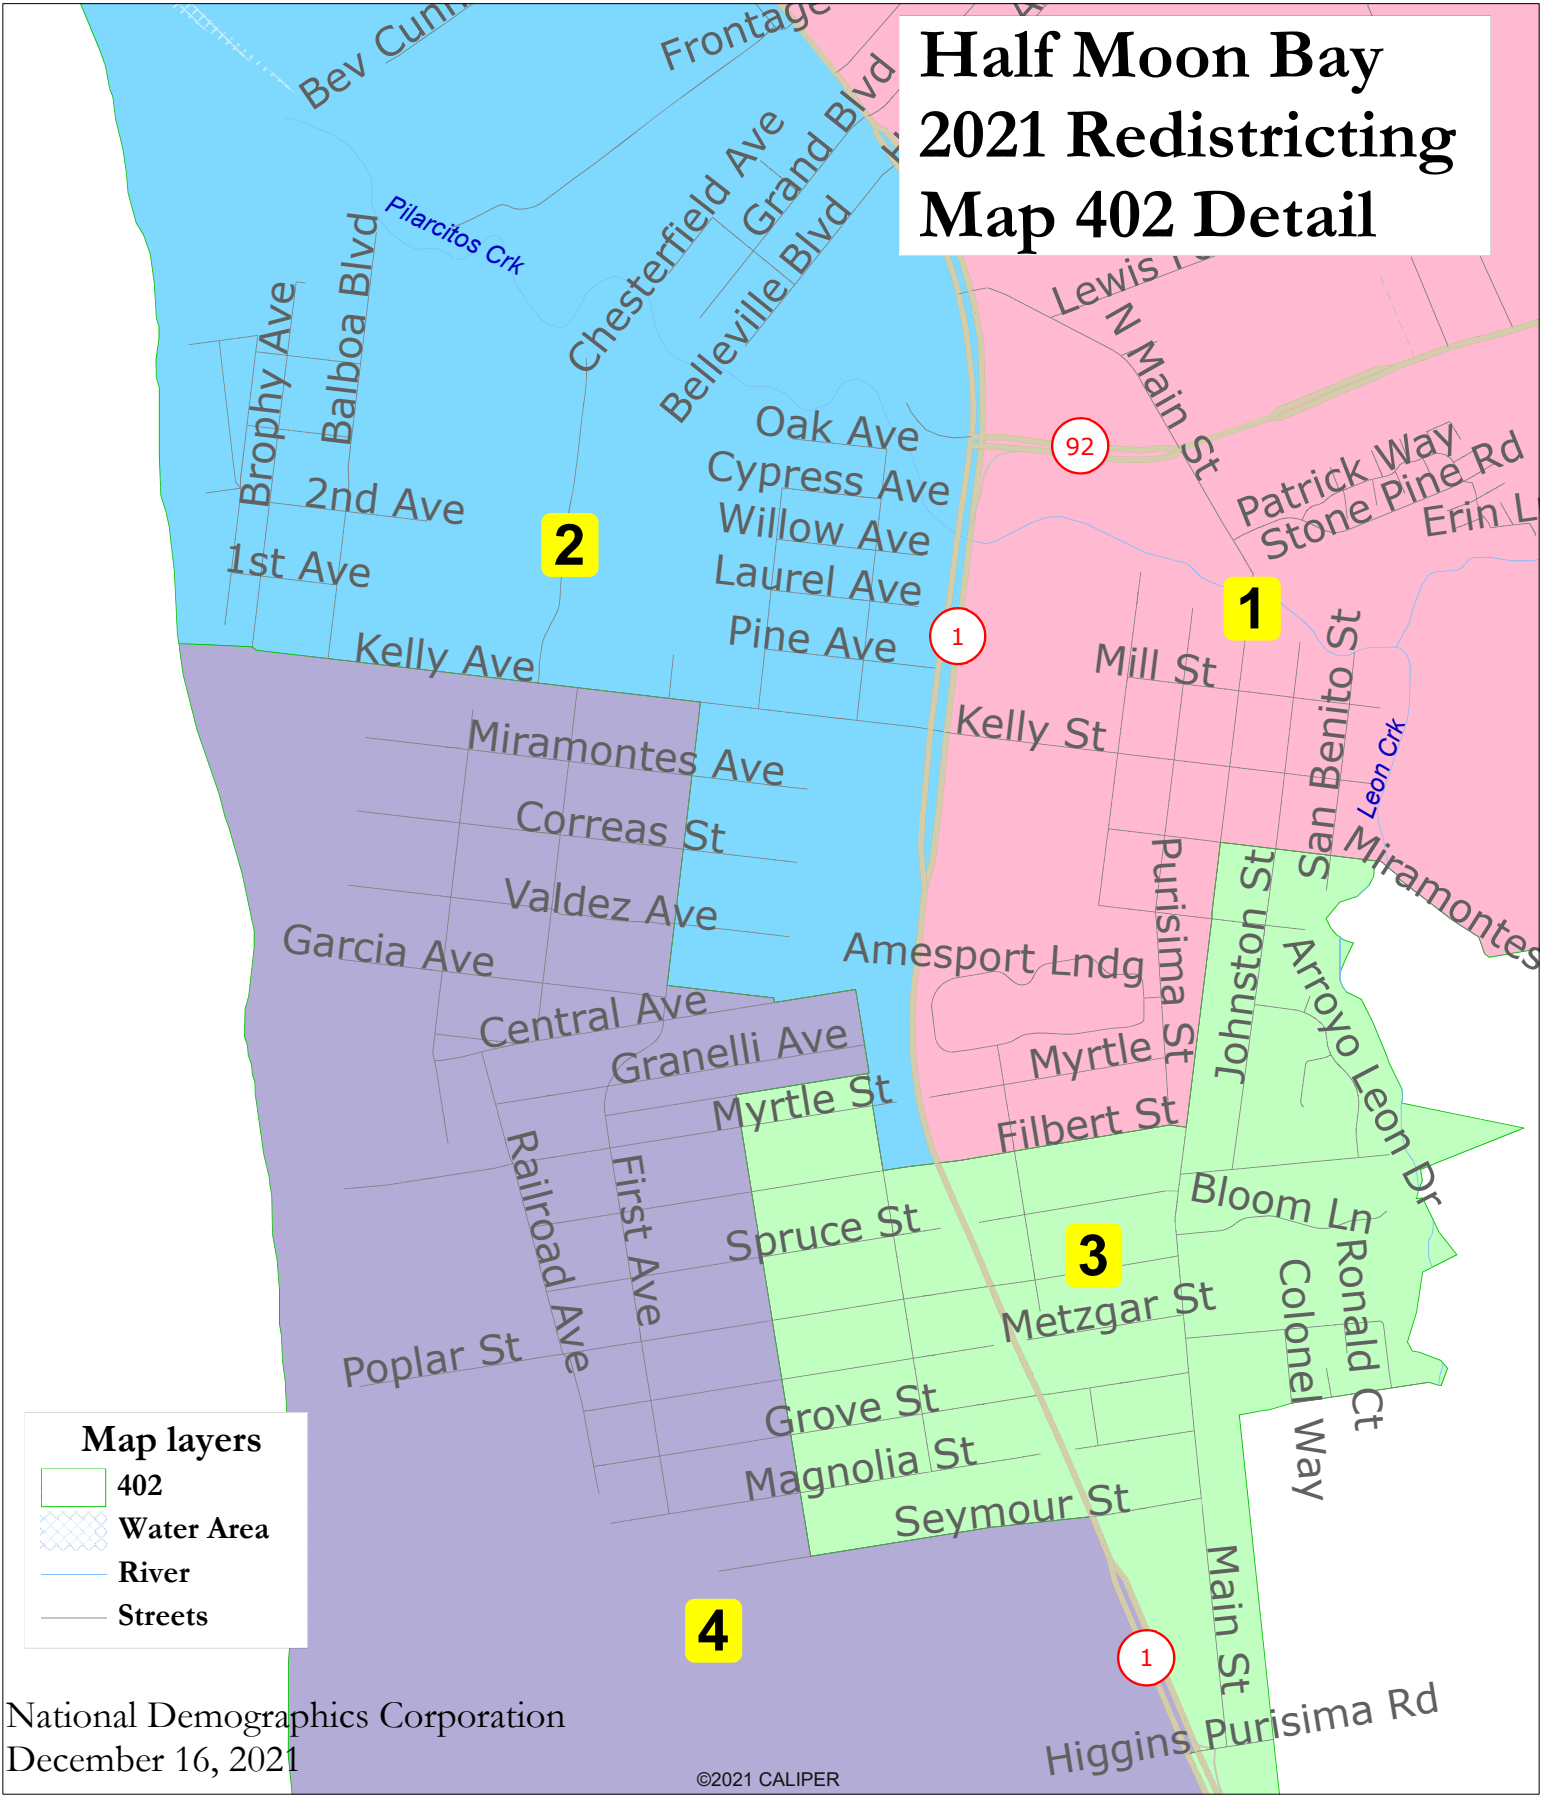 Half Moon Bay
2021 Redistricting
Map 402 Detail
Bev
Frontage
Grand Blvd
Chesterfield Ave
Pilarcitos Crk
Belleville Blvd
Balboa Blvd
Brophy Ave
Lewis
N Main St
Oak Ave
92
Cypress Ave
Patrick Way
Stone Pine Rd
Erin
2nd Ave
Willow Ave
2
1st Ave
Laurel Ave
1
Pine Ave
1
Kelly Ave
Mill St
San Benito St
Kelly St
Leon Crk
Miramontes Ave
Correas St
Miramontes
Valdez Ave
Purisima St
Johnston St
Garcia Ave
Amesport Lndg
Arroyo Leon Dr
Central Ave
Granelli Ave
Myrtle
Myrtle St
Filbert St
Railroad Ave
First Ave
Bloom Ln
Spruce St
3
Ronald Ct
Colonel Way
Metzgar St
Poplar St
Grove St
Magnolia St
Seymour St
Main St
4
1
Higgins Purisima Rd
Map layers
402
Water Area
River
Streets
National Demographics Corporation
December 16, 2021
©2021 CALIPER